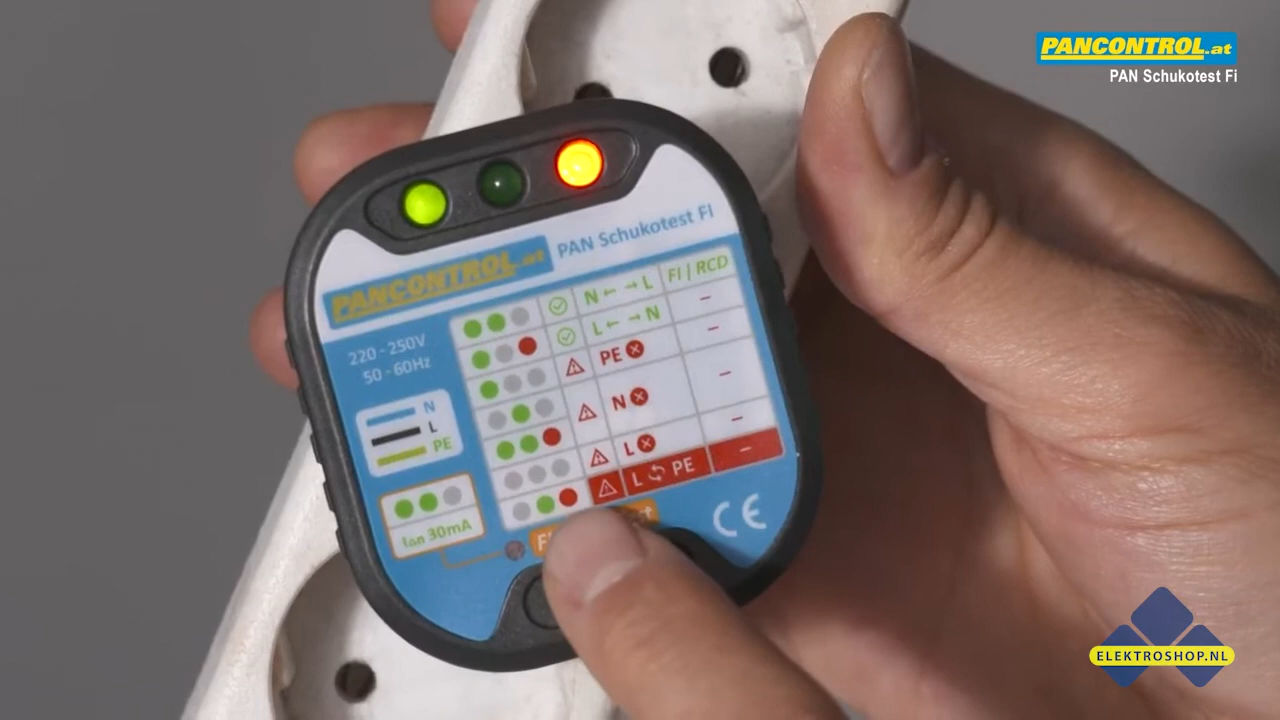 PANCONTROL.at
PAN Schukotest Fi
PANCONTROL.at PAN Schukotest FI
220 - 250V
50 - 60Hz
N ← → L FI / RCD
L ← → N
PE
N
L
L PE
N
L
PE
IΔn 30mA
CE
ELEKTROSHOP.NL